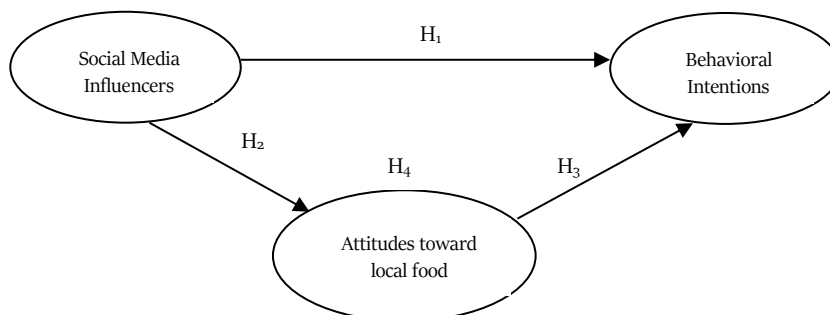 H₁
Social Media
Influencers
Behavioral
Intentions
H₂
H₄
H₃
Attitudes toward
local food